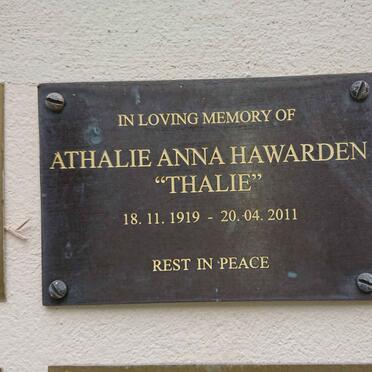 IN LOVING MEMORY OF
ATHALIE ANNA HAWARDEN
“THALIE”
18. 11. 1919 - 20. 04. 2011
REST IN PEACE